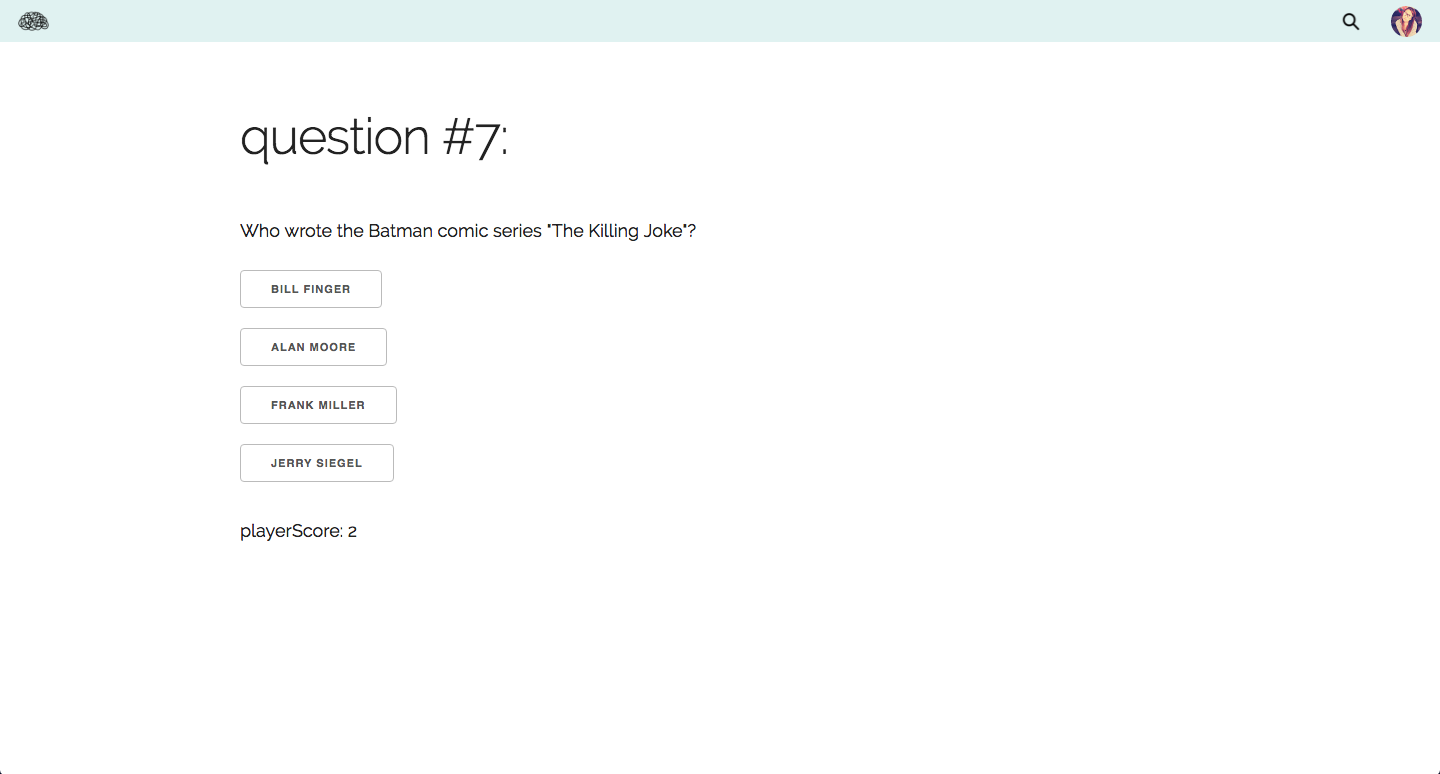 question #7:
Who wrote the Batman comic series "The Killing Joke"?
BILL FINGER
ALAN MOORE
FRANK MILLER
JERRY SIEGEL
playerScore: 2